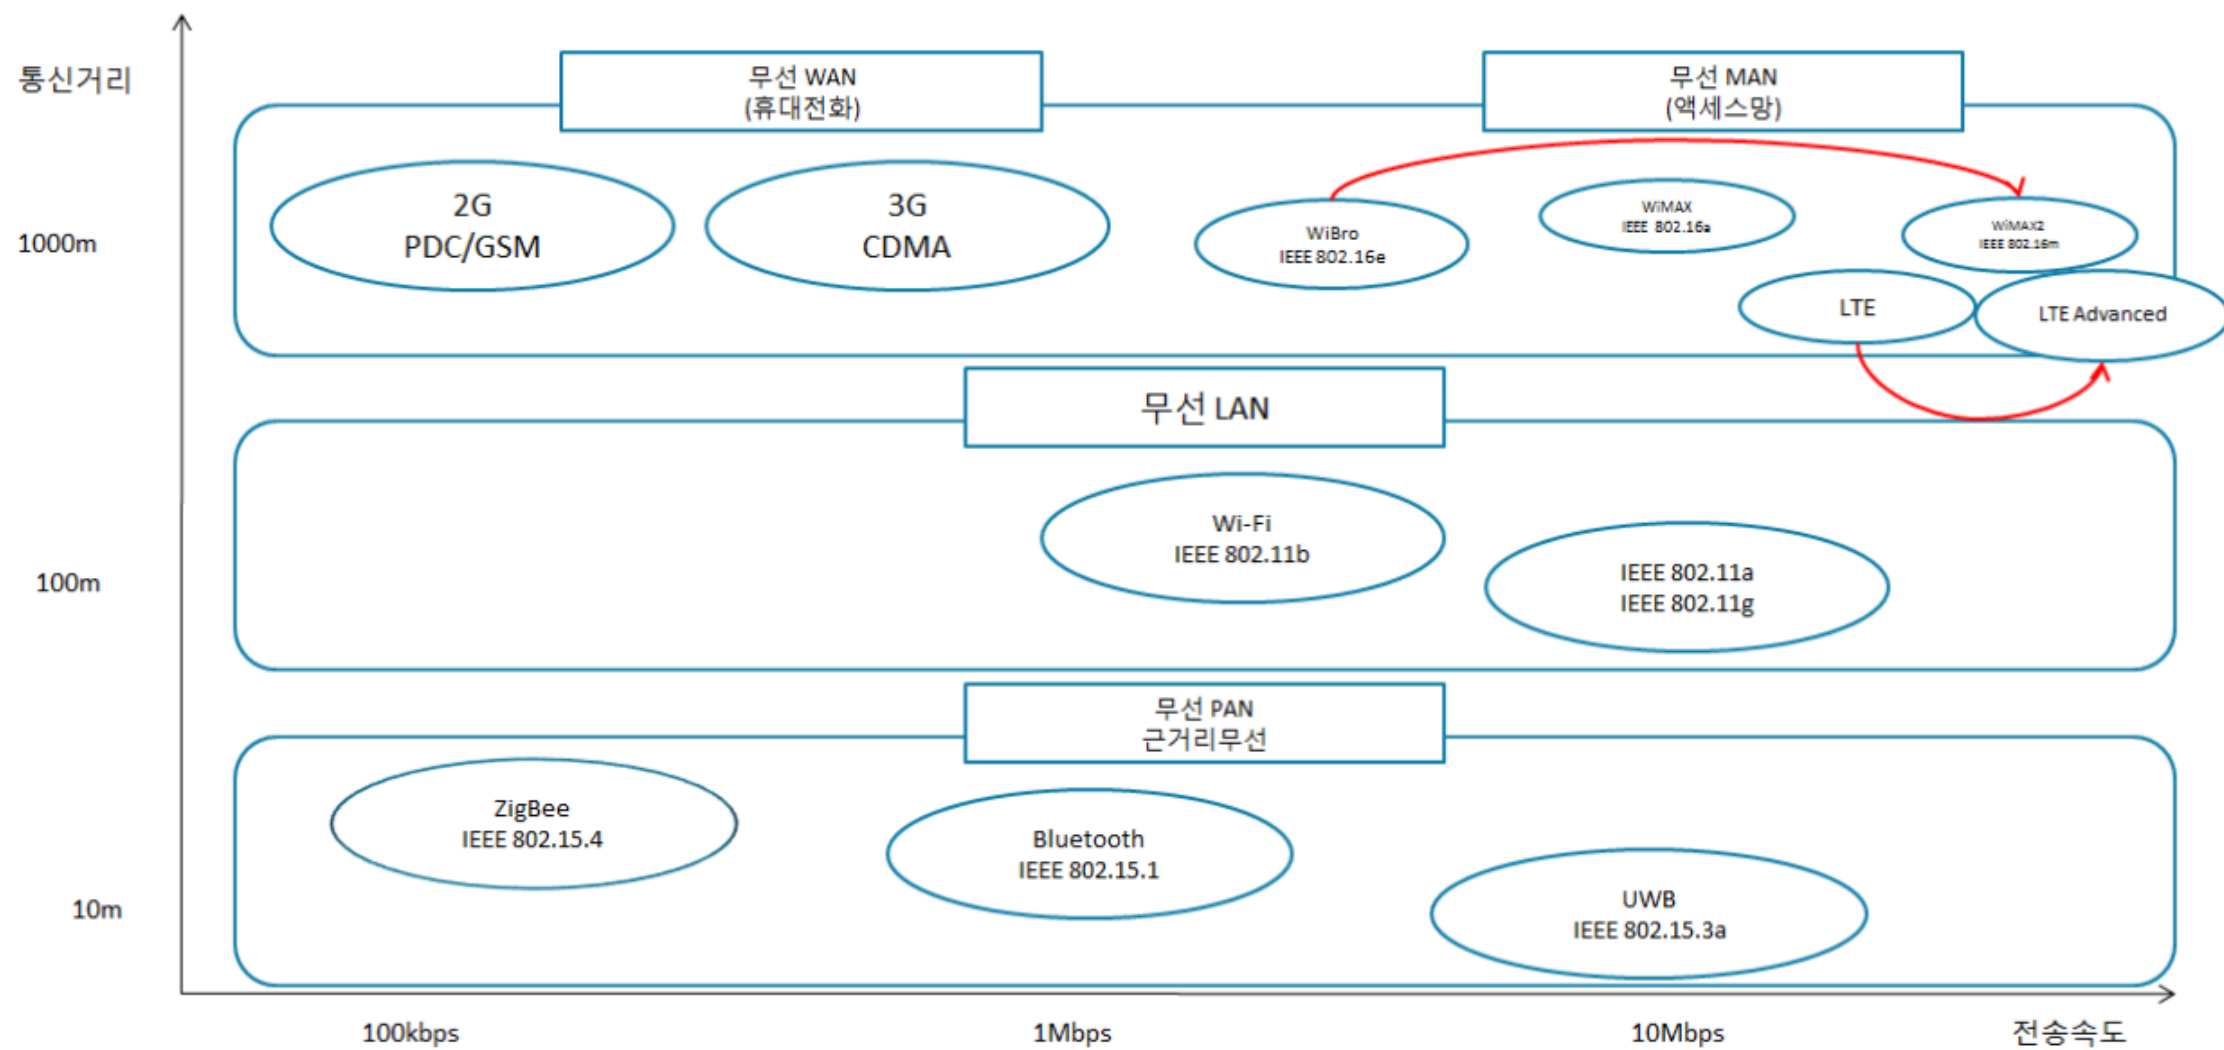 통신거리
무선 WAN
(휴대전화)
무선 MAN
(액세스망)
1000m
2G
PDC/GSM
3G
CDMA
WiBro
IEEE 802.16e
WiMAX
IEEE 802.16a
WiMAX2
IEEE 802.16m
LTE
LTE Advanced
무선 LAN
100m
Wi-Fi
IEEE 802.11b
IEEE 802.11a
IEEE 802.11g
무선 PAN
근거리무선
10m
ZigBee
IEEE 802.15.4
Bluetooth
IEEE 802.15.1
UWB
IEEE 802.15.3a
100kbps
1Mbps
10Mbps
전송속도